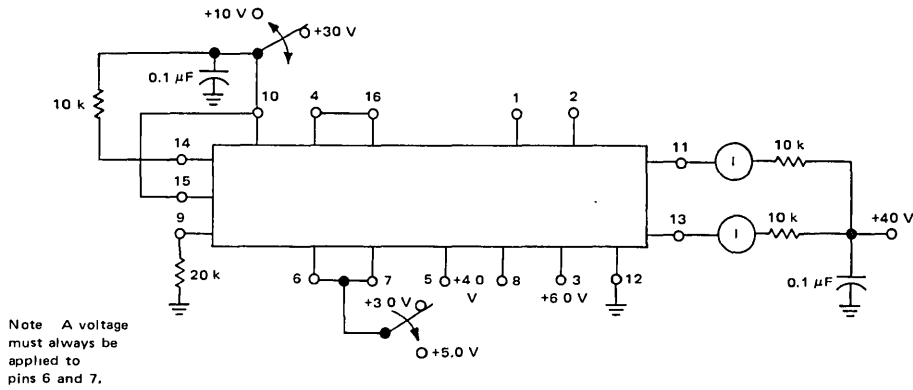 +10 V
+30 V
0.1 µF
10 k
10
4
16
1
2
14
11
I
10 k
15
9
13
I
10 k
+40 V
20 k
6
7
5
+4 0
V
8
3
+6 0 V
12
0.1 µF
+3 0 V
+5.0 V
Note A voltage
must always be
applied to
pins 6 and 7.